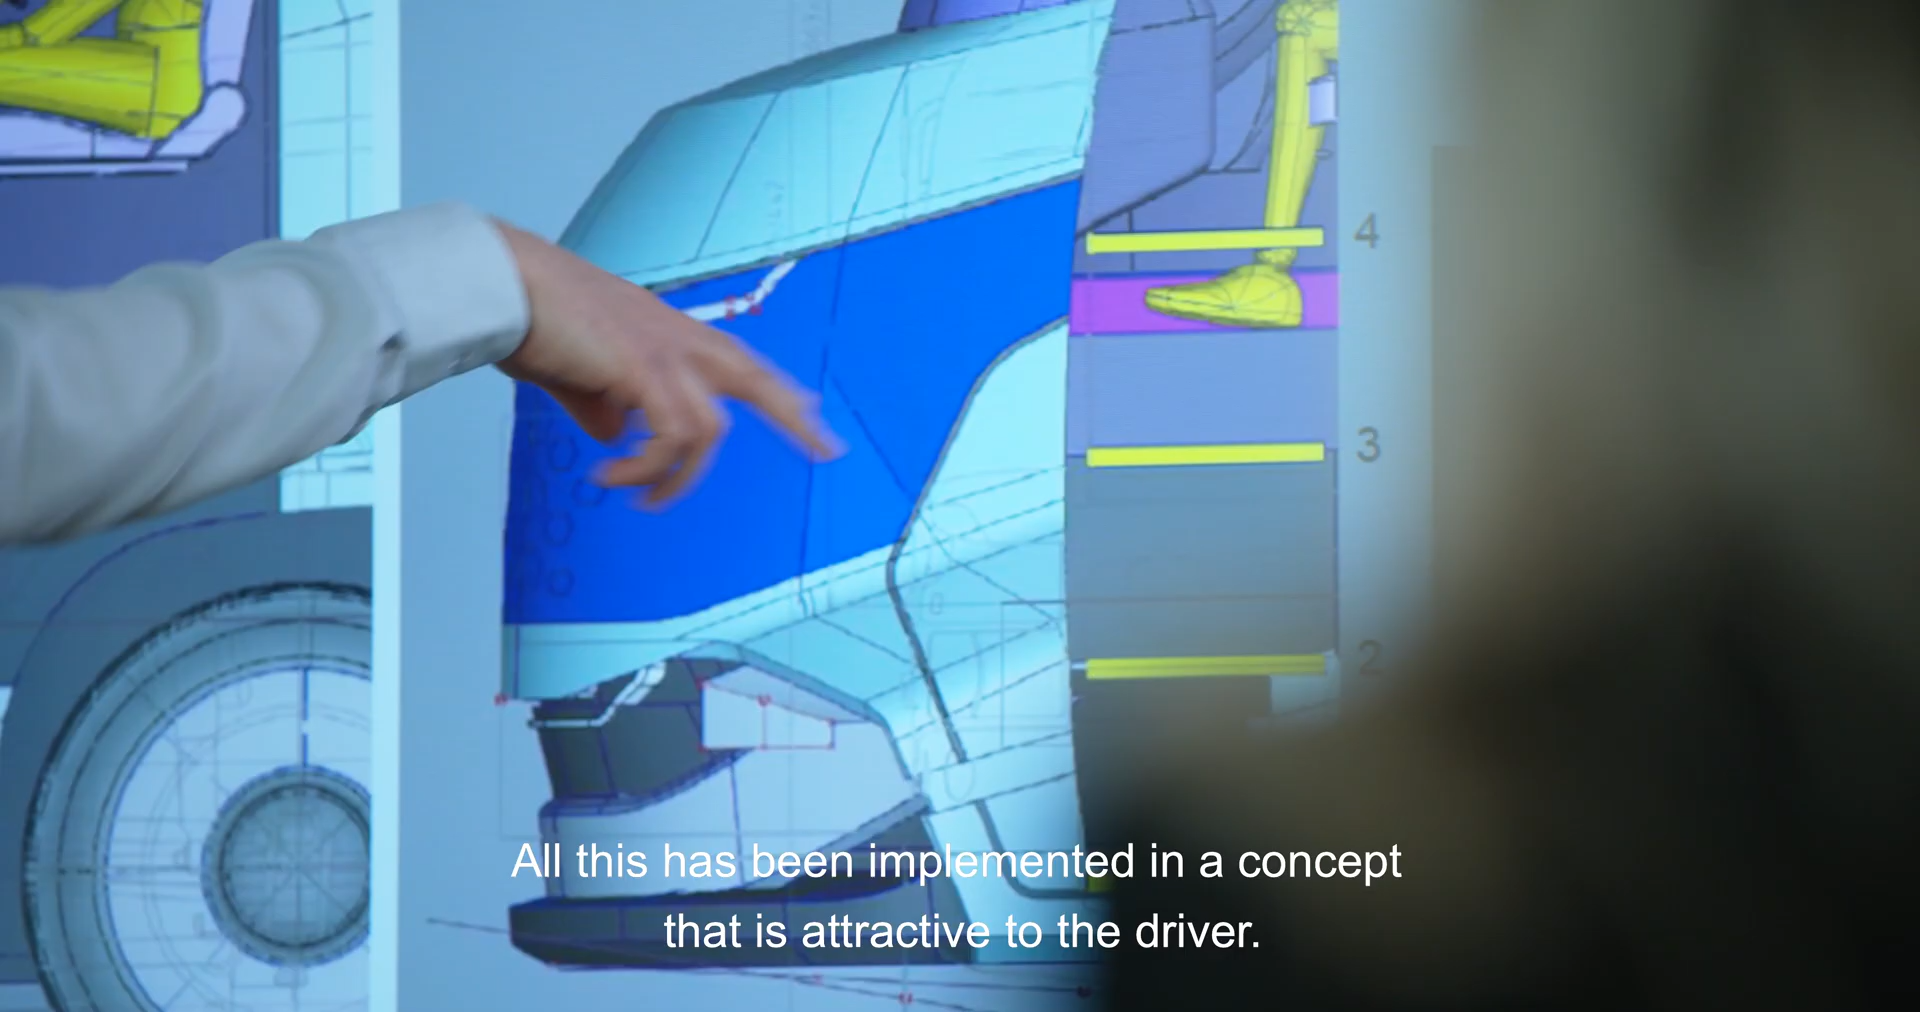 4
3
2
All this has been implemented in a concept
that is attractive to the driver.